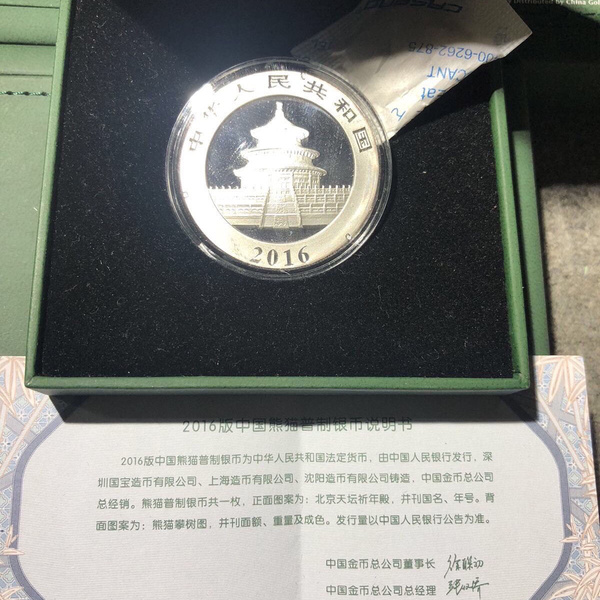 Distributed by China Gol
00-6262-875
CANT
中华人民共和国
2016
2016版中国熊猫普制银币说明书
2016版中国熊猫普制银币为中华人民共和国法定货币，由中国人民银行发行，深
圳国宝造币有限公司、上海造币有限公司、沈阳造币有限公司铸造，中国金币总公司
总经销。熊猫普制银币共一枚，正面图案为：北京天坛祈年殿，并刊国名、年号。背
面图案为：熊猫攀树图，并刊面额、重量及成色。发行量以中国人民银行公告为准。
中国金币总公司董事长
中国金币总公司总经理